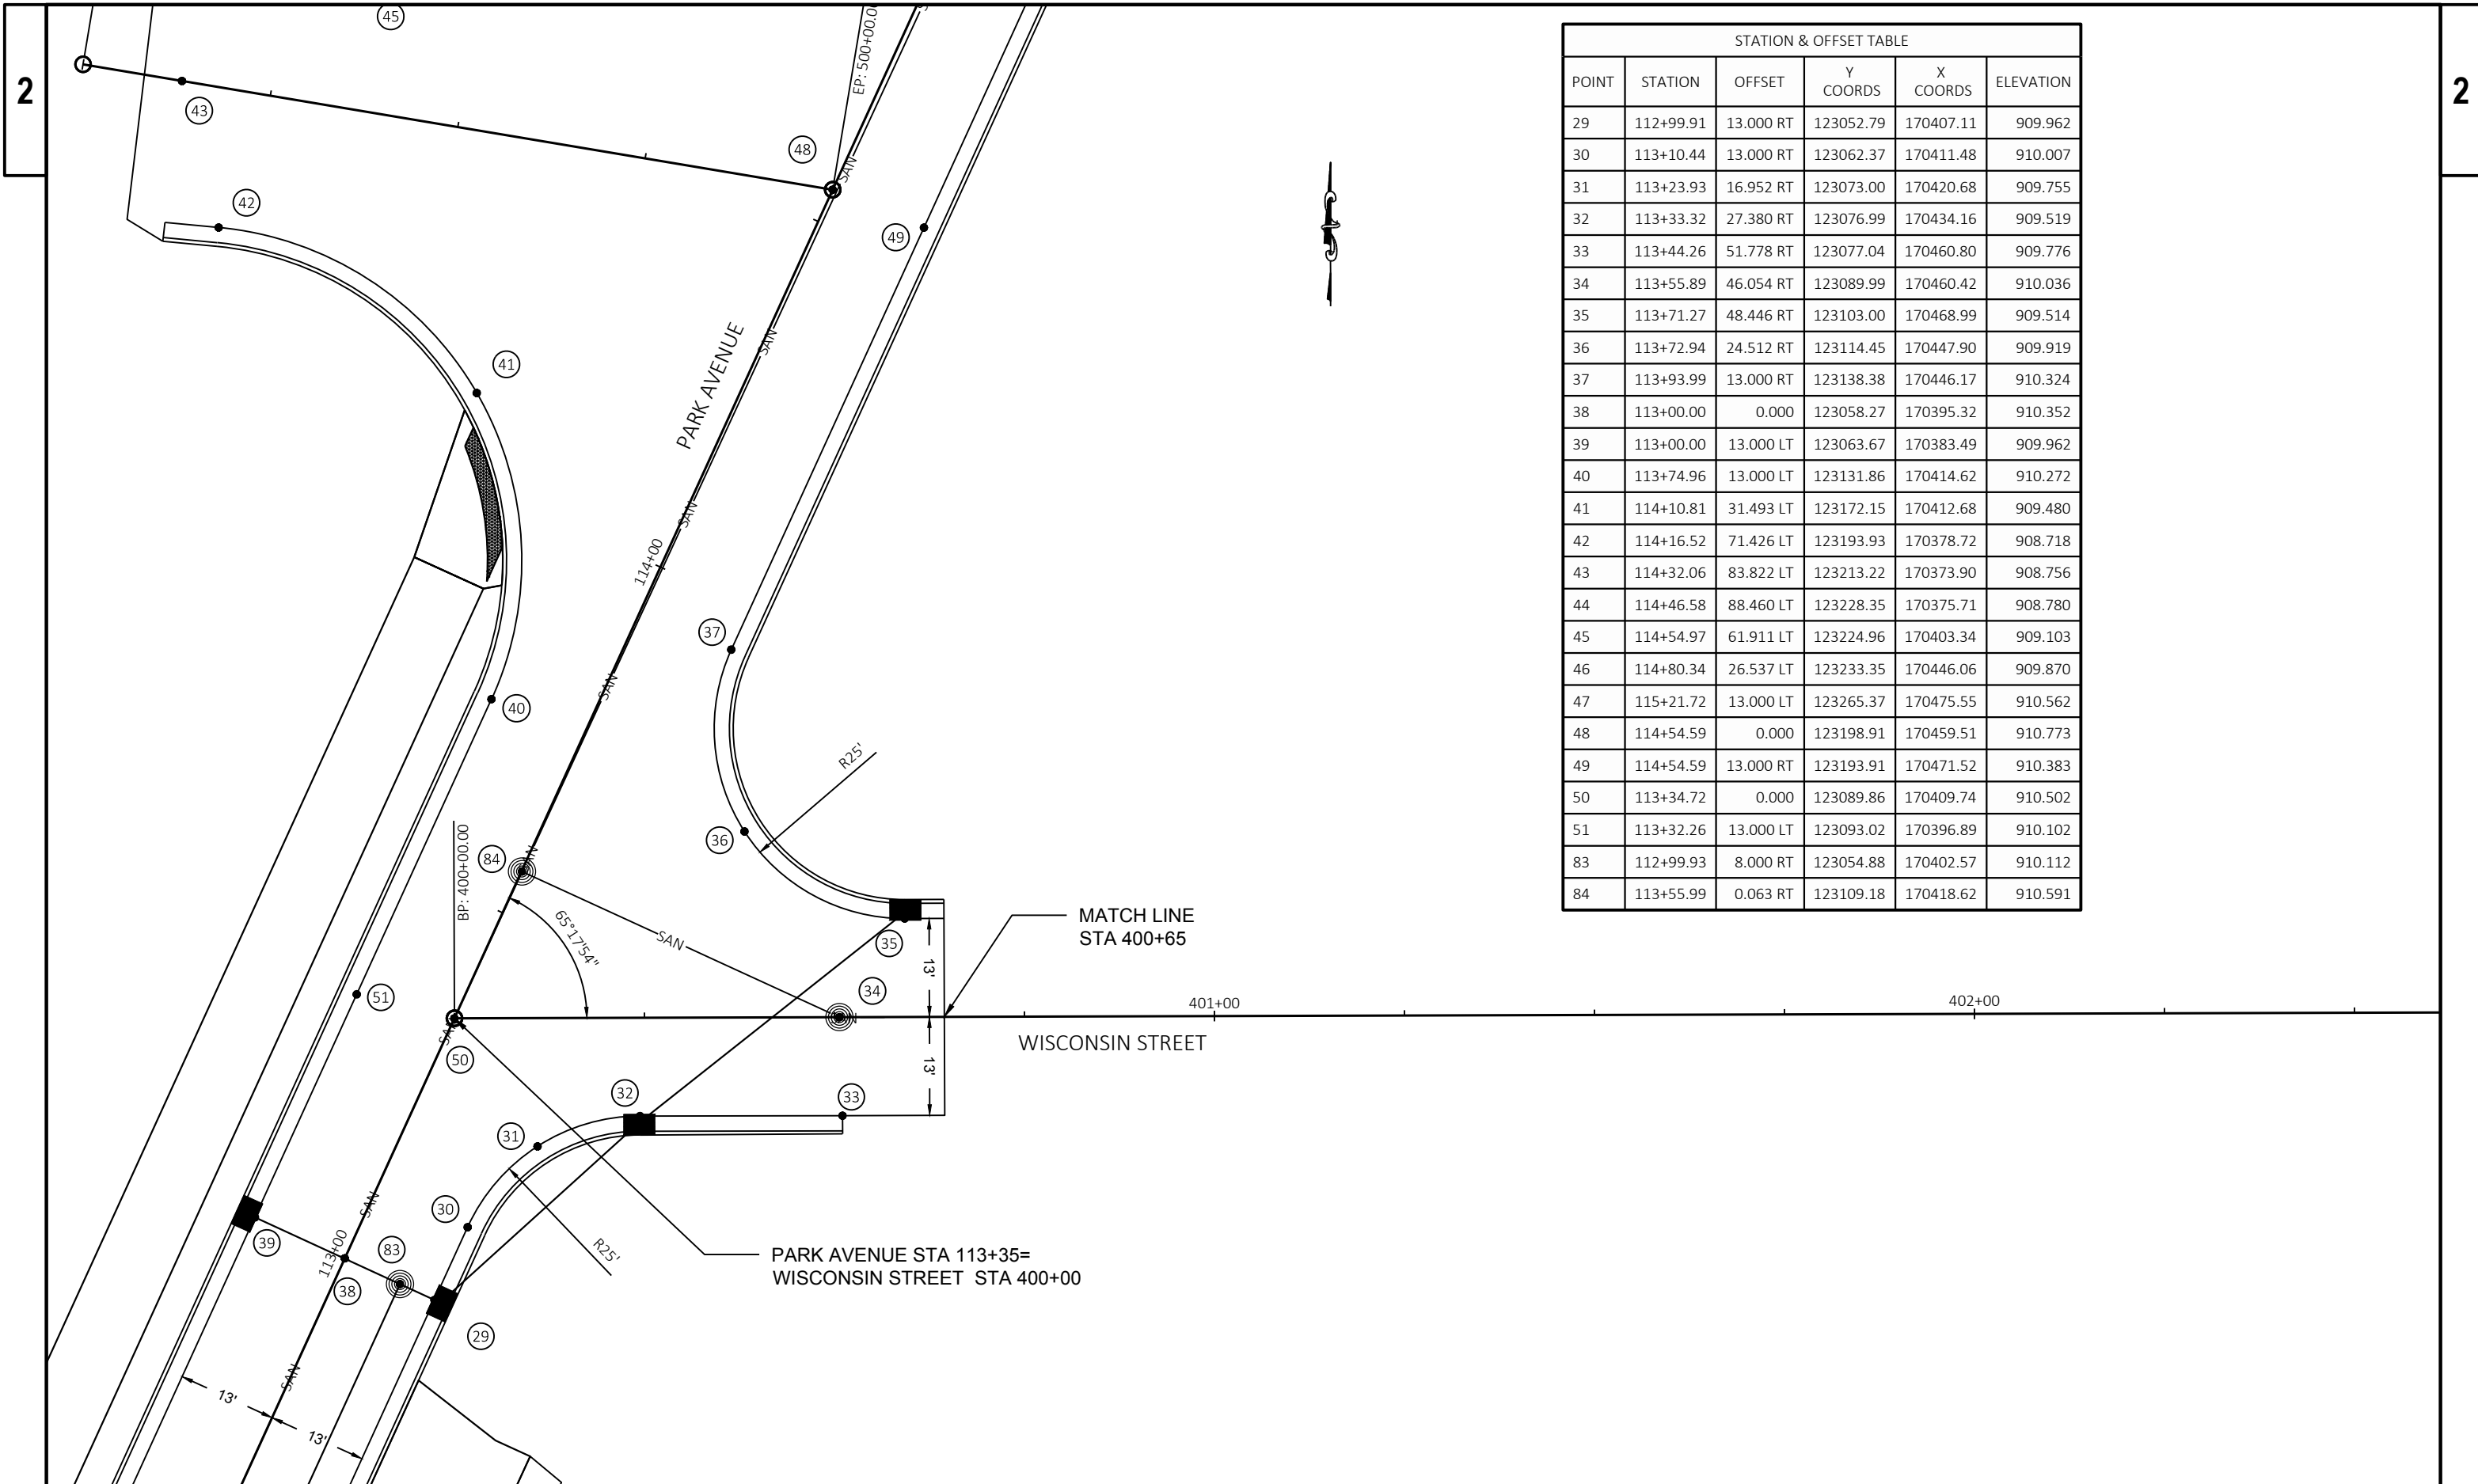 2
2
45
EP: 500+00.0
43
48
SAN
42
49
41
PARK AVENUE
SAN
SAN
114+00
37
SAN
40
R25'
36
84
SAN
BP: 400+00.00
65°17'54"
SAN
35
MATCH LINE
STA 400+65
13'
34
51
401+00
402+00
WISCONSIN STREET
SAN
50
13'
32
33
31
30
SAN
R25'
39
83
113+00
38
PARK AVENUE STA 113+35=
WISCONSIN STREET STA 400+00
29
SAN
13'
13'
STATION & OFFSET TABLE
POINT STATION OFFSET Y COORDS X COORDS ELEVATION
29 112+99.91 13.000 RT 123052.79 170407.11 909.962
30 113+10.44 13.000 RT 123062.37 170411.48 910.007
31 113+23.93 16.952 RT 123073.00 170420.68 909.755
32 113+33.32 27.380 RT 123076.99 170434.16 909.519
33 113+44.26 51.778 RT 123077.04 170460.80 909.776
34 113+55.89 46.054 RT 123089.99 170460.42 910.036
35 113+71.27 48.446 RT 123103.00 170468.99 909.514
36 113+72.94 24.512 RT 123114.45 170447.90 909.919
37 113+93.99 13.000 RT 123138.38 170446.17 910.324
38 113+00.00 0.000 123058.27 170395.32 910.352
39 113+00.00 13.000 LT 123063.67 170383.49 909.962
40 113+74.96 13.000 LT 123131.86 170414.62 910.272
41 114+10.81 31.493 LT 123172.15 170412.68 909.480
42 114+16.52 71.426 LT 123193.93 170378.72 908.718
43 114+32.06 83.822 LT 123213.22 170373.90 908.756
44 114+46.58 88.460 LT 123228.35 170375.71 908.780
45 114+54.97 61.911 LT 123224.96 170403.34 909.103
46 114+80.34 26.537 LT 123233.35 170446.06 909.870
47 115+21.72 13.000 LT 123265.37 170475.55 910.562
48 114+54.59 0.000 123198.91 170459.51 910.773
49 114+54.59 13.000 RT 123193.91 170471.52 910.383
50 113+34.72 0.000 123089.86 170409.74 910.502
51 113+32.26 13.000 LT 123093.02 170396.89 910.102
83 112+99.93 8.000 RT 123054.88 170402.57 910.112
84 113+55.99 0.063 RT 123109.18 170418.62 910.591